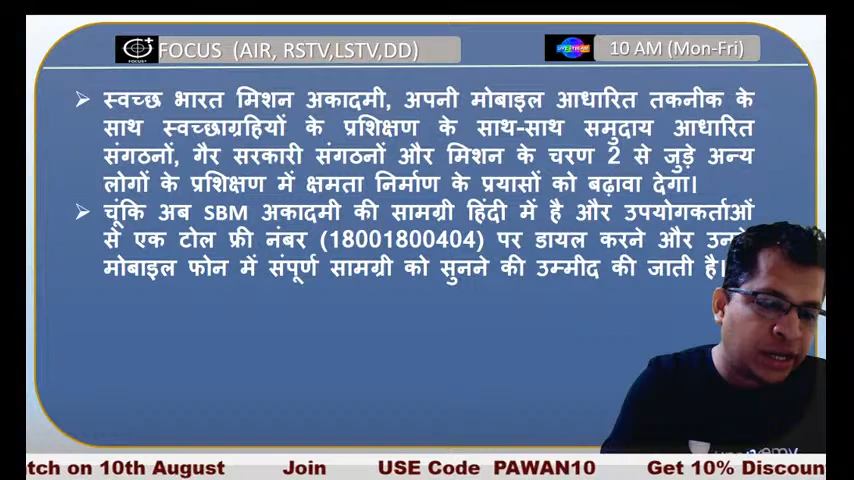 FOCUS (AIR, RSTV,LSTV,DD)
10 AM (Mon-Fri)
स्वच्छ भारत मिशन अकादमी, अपनी मोबाइल आधारित तकनीक के
साथ स्वच्छाग्रहियों के प्रशिक्षण के साथ-साथ समुदाय आधारित
संगठनों, गैर सरकारी संगठनों और मिशन के चरण 2 से जुड़े अन्य
लोगों के प्रशिक्षण में क्षमता निर्माण के प्रयासों को बढ़ावा देगा।
चूंकि अब SBM अकादमी की सामग्री हिंदी में है और उपयोगकर्ताओं
से एक टोल फ्री नंबर (18001800404) पर डायल करने और
मोबाइल फोन में संपूर्ण सामग्री को सुनने की उम्मीद की जाती है।
tch on 10th August Join USE Code PAWAN10 Get 10% Discoun